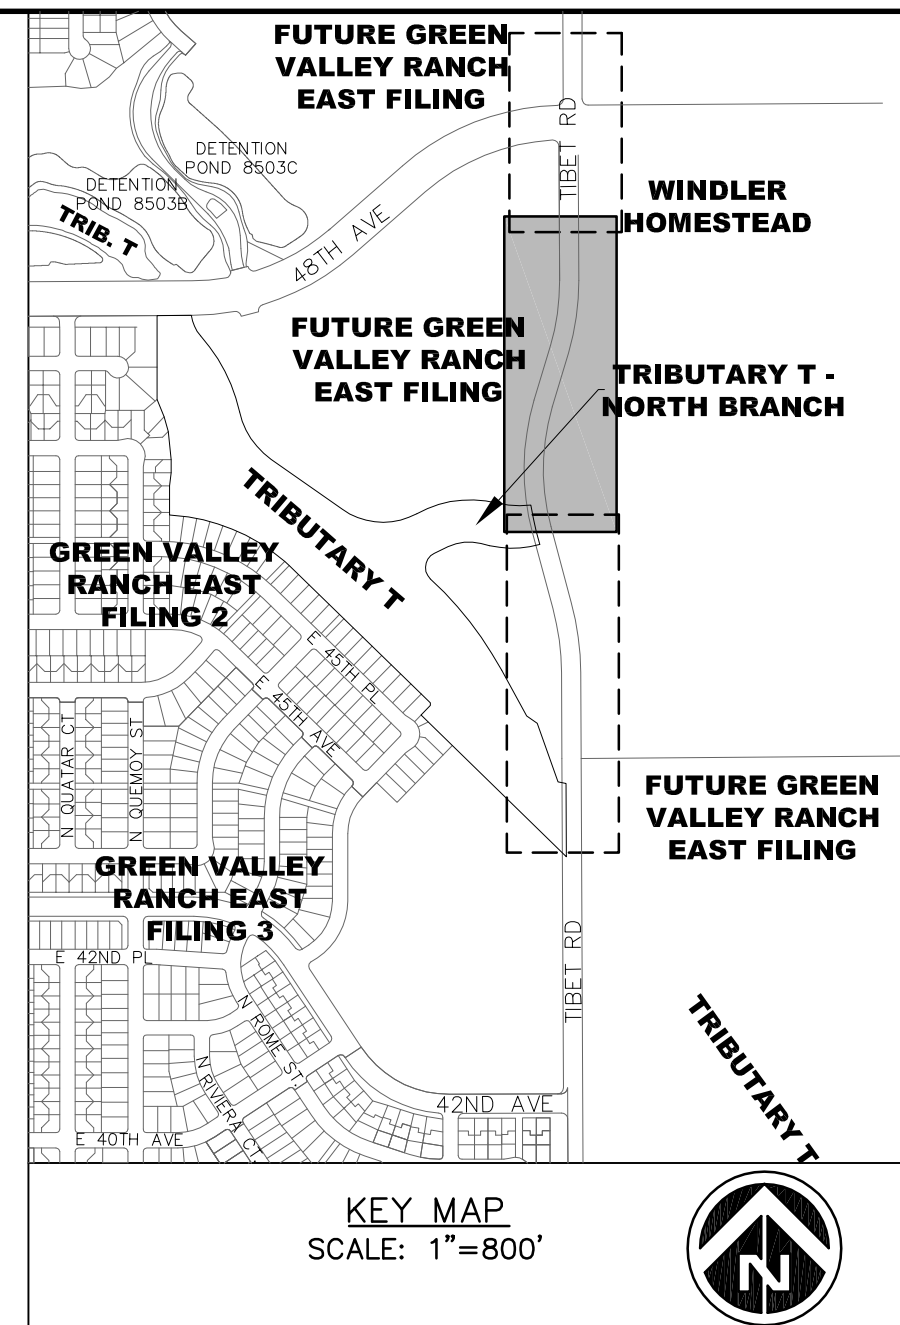 FUTURE GREEN
VALLEY RANCH
EAST FILING
TIBET RD
DETENTION
POND 8503C
DETENTION
POND 8503B
TRIB. T
48TH AVE
WINDLER
HOMESTEAD
FUTURE GREEN
VALLEY RANCH
EAST FILING
TRIBUTARY T -
NORTH BRANCH
TRIBUTARY T
GREEN VALLEY
RANCH EAST
FILING 2
E 45TH PL
E 45TH AVE
N QUATAR CT
N QUEMOY ST
FUTURE GREEN
VALLEY RANCH
EAST FILING
GREEN VALLEY
RANCH EAST
FILING 3
E 42ND PL
TIBET RD
N ROME ST.
N RIVIERA CT
TRIBUTARY T
42ND AVE
E 40TH AVE
KEY MAP
SCALE: 1"=800'
N